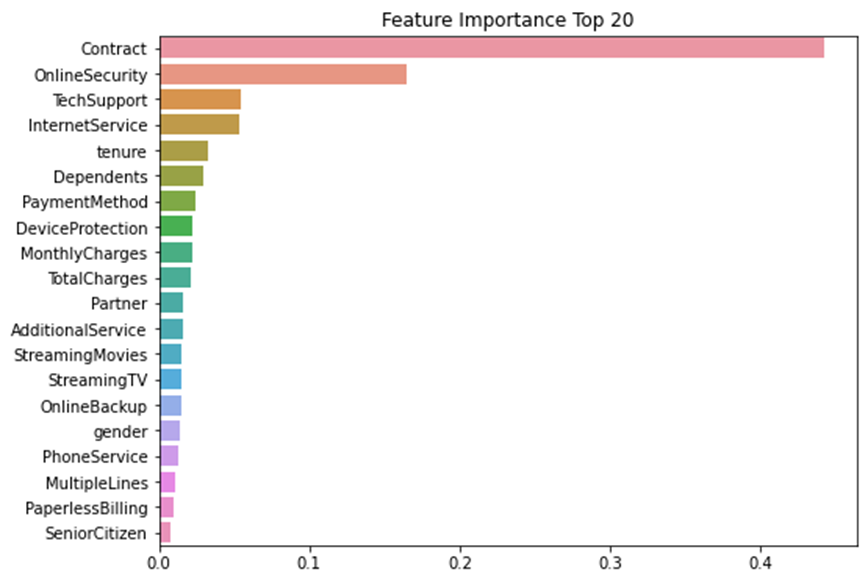 Feature Importance Top 20
Contract
OnlineSecurity
TechSupport
InternetService
tenure
Dependents
PaymentMethod
DeviceProtection
MonthlyCharges
TotalCharges
Partner
AdditionalService
StreamingMovies
StreamingTV
OnlineBackup
gender
PhoneService
MultipleLines
PaperlessBilling
SeniorCitizen
0.0 0.1 0.2 0.3 0.4